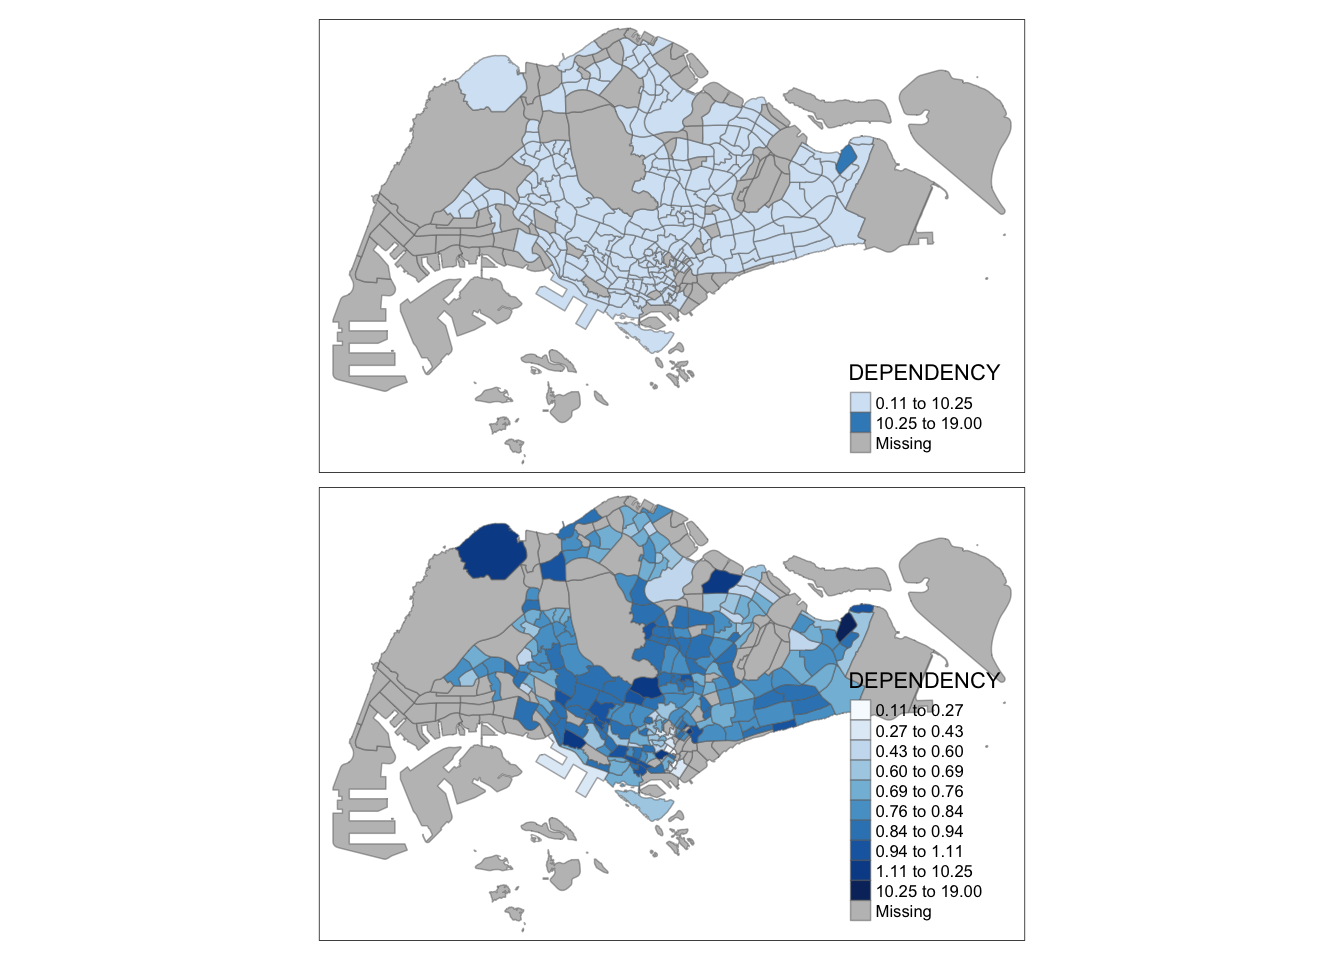 DEPENDENCY
0.11 to 10.25
10.25 to 19.00
Missing
DEPENDENCY
0.11 to 0.27
0.27 to 0.43
0.43 to 0.60
0.60 to 0.69
0.69 to 0.76
0.76 to 0.84
0.84 to 0.94
0.94 to 1.11
1.11 to 10.25
10.25 to 19.00
Missing